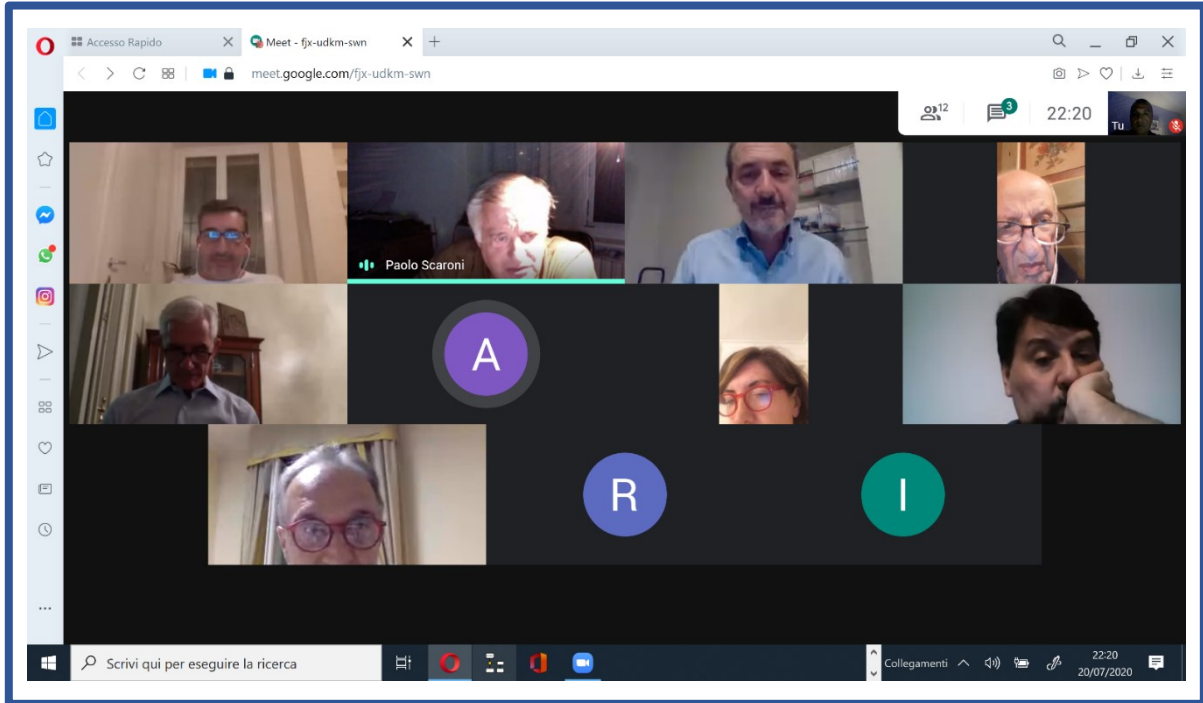 Accesso Rapido
Meet - fjx-udkm-swn
meet.google.com/fjx-udkm-swn
12
3
22:20
Tu
Paolo Scaroni
A
R
I
Scrivi qui per eseguire la ricerca
Collegamenti
22:20
20/07/2020